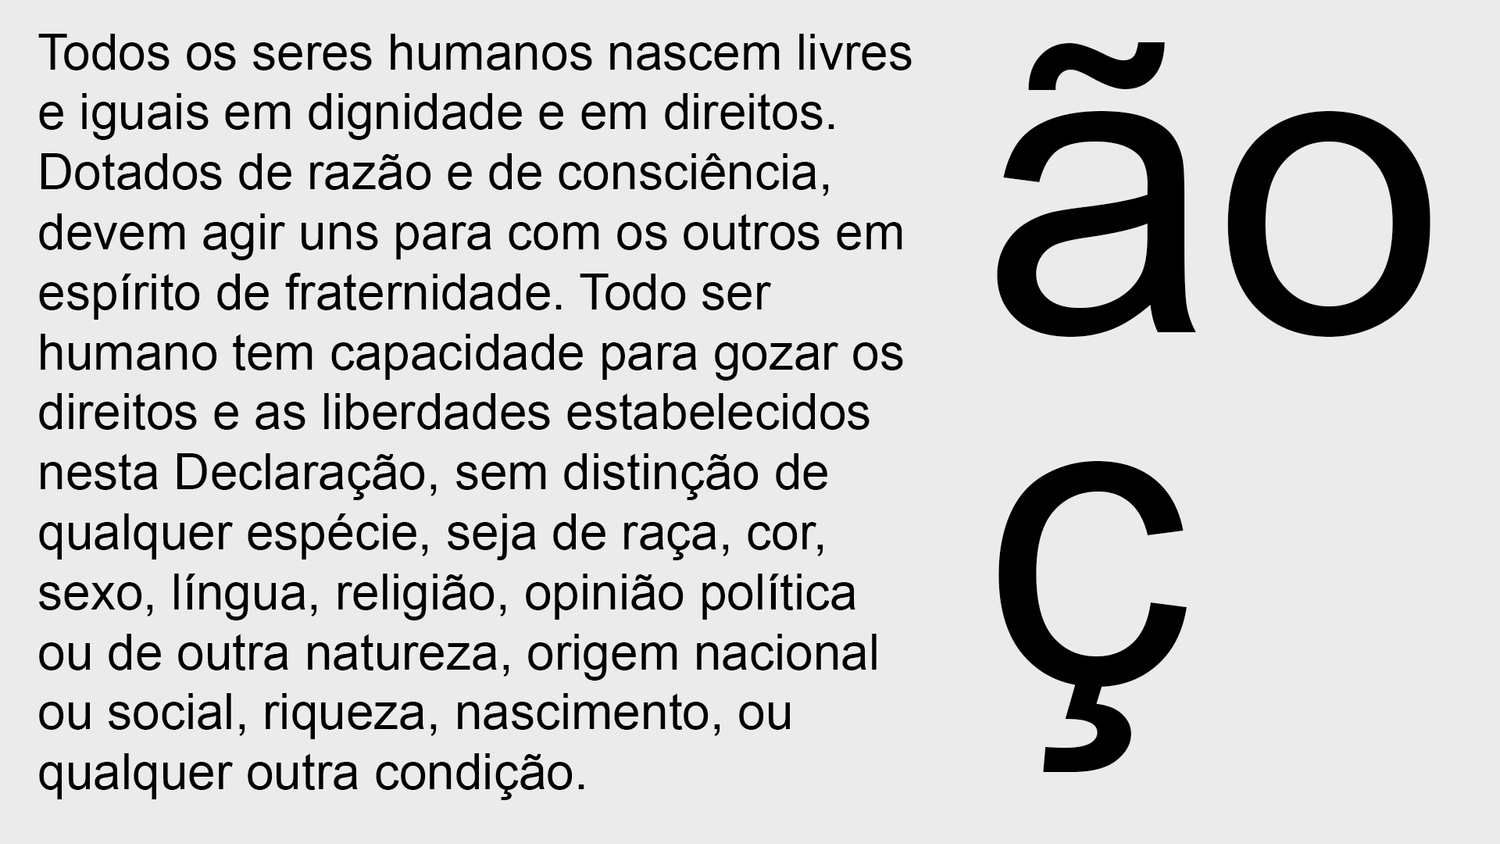 Todos os seres humanos nascem livres
e iguais em dignidade e em direitos.
Dotados de razão e de consciência,
devem agir uns para com os outros em
espírito de fraternidade. Todo ser
humano tem capacidade para gozar os
direitos e as liberdades estabelecidos
nesta Declaração, sem distinção de
qualquer espécie, seja de raça, cor,
sexo, língua, religião, opinião política
ou de outra natureza, origem nacional
ou social, riqueza, nascimento, ou
qualquer outra condição.
ão
ç